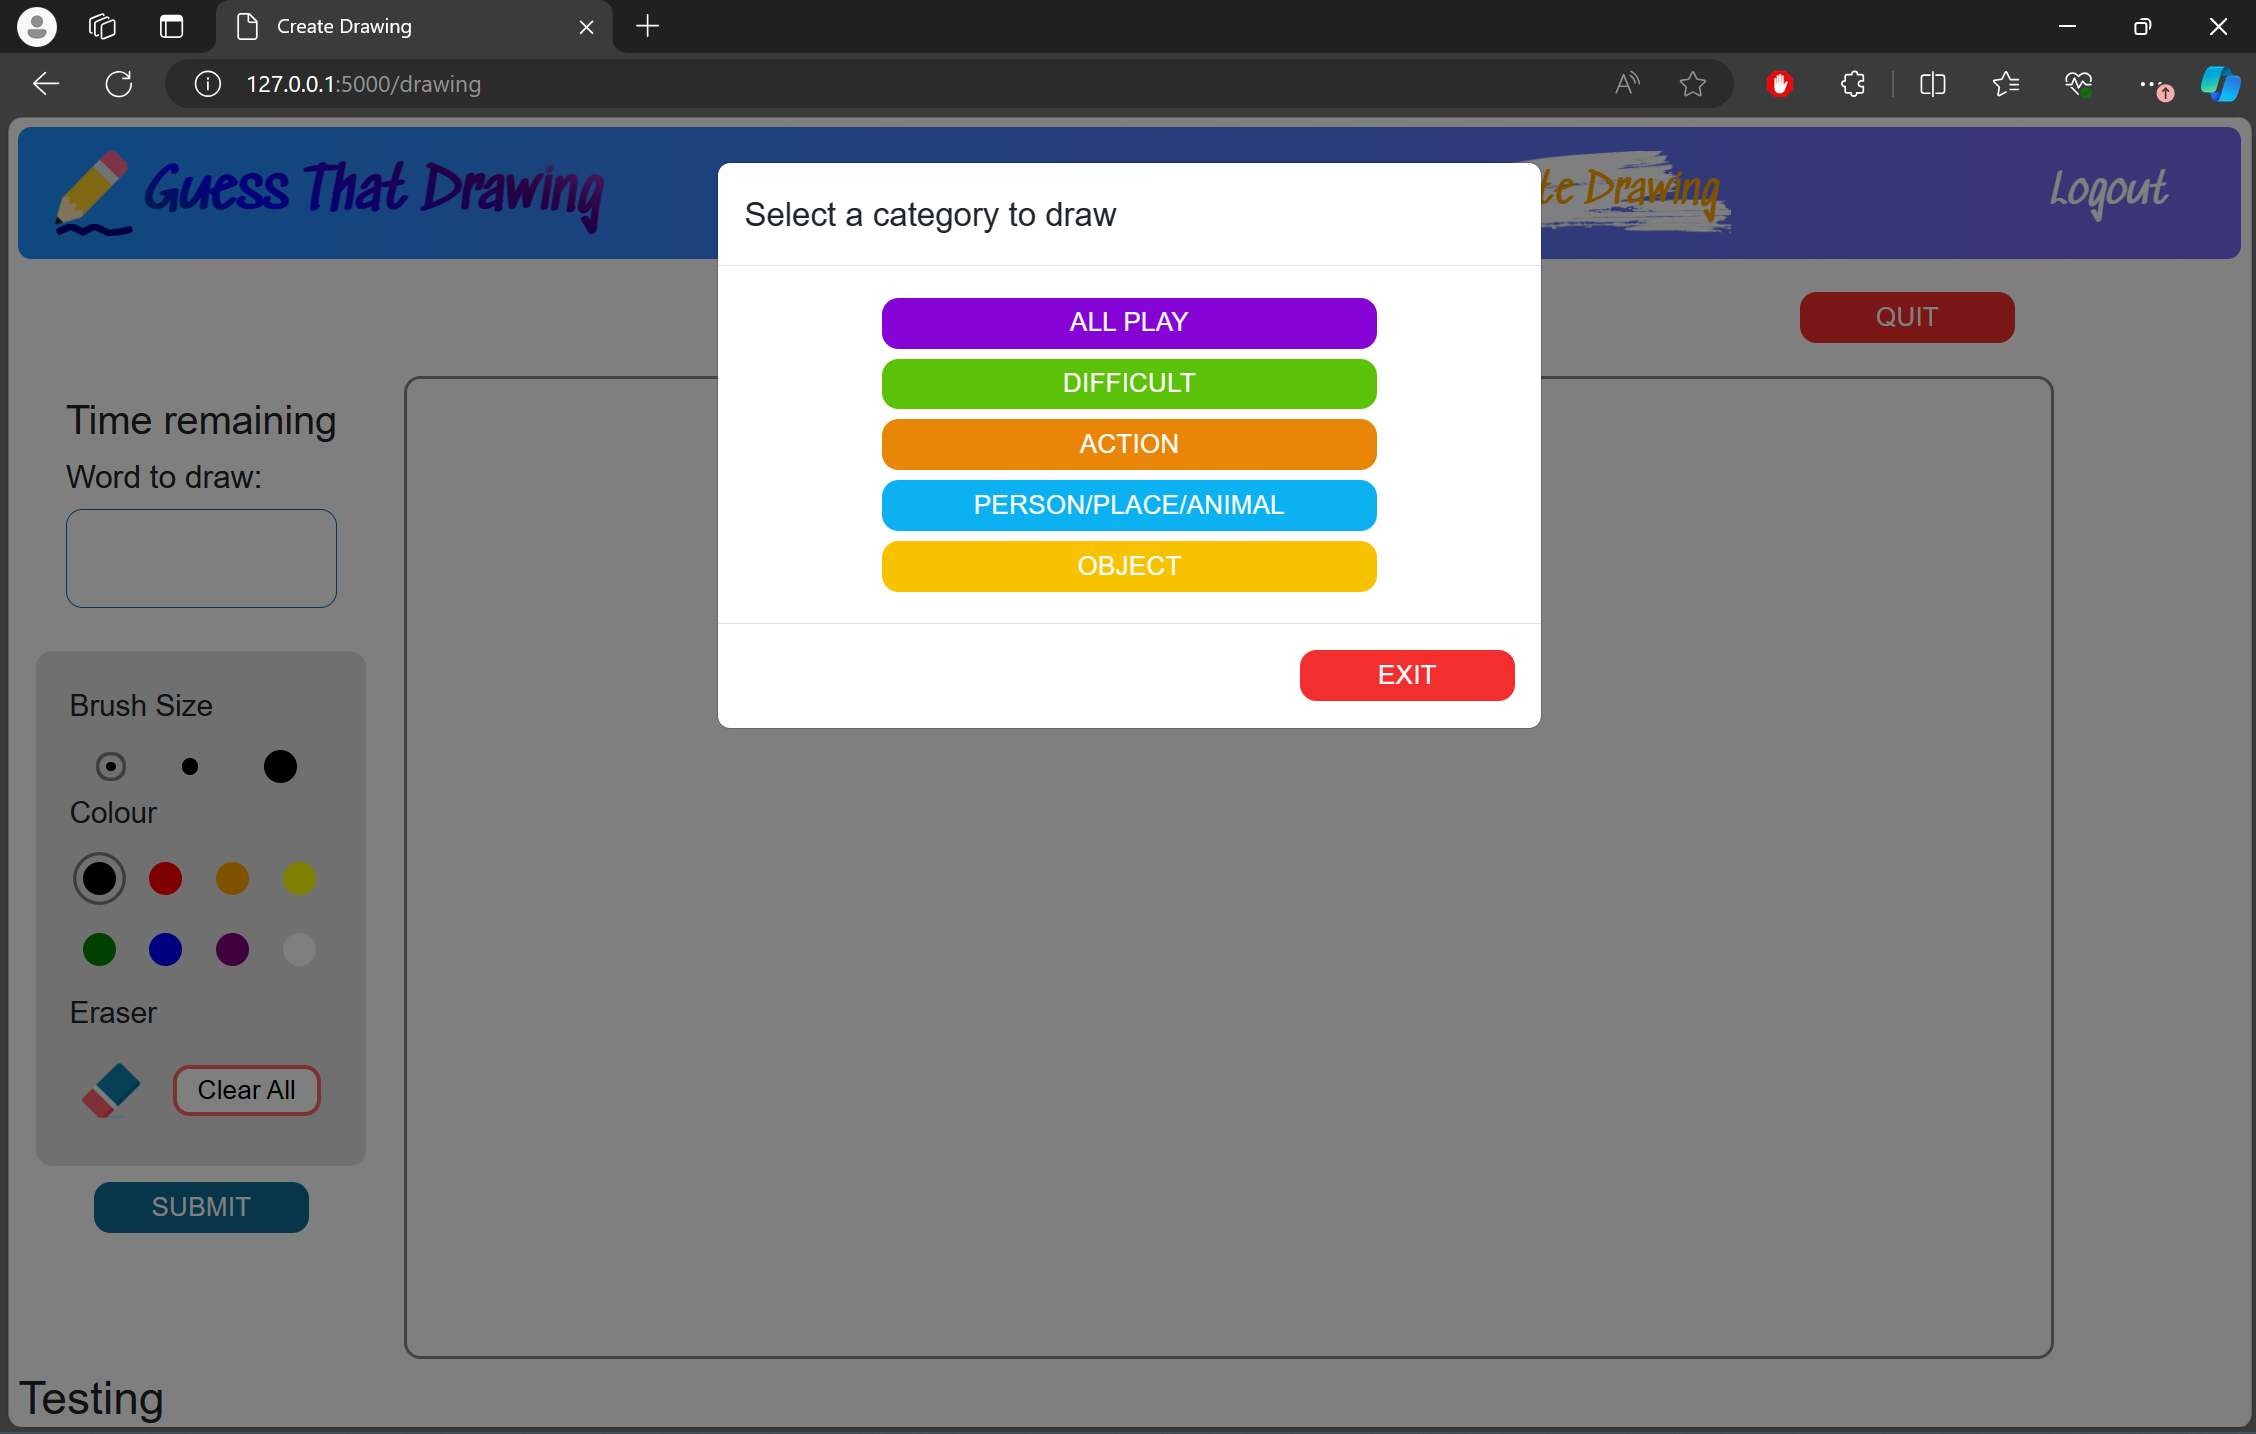 Create Drawing
127.0.0.1:5000/drawing
Guess That Drawing
te Drawing
Logout
Select a category to draw
ALL PLAY
DIFFICULT
ACTION
PERSON/PLACE/ANIMAL
OBJECT
EXIT
QUIT
Time remaining
Word to draw:
Brush Size
Colour
Eraser
Clear All
SUBMIT
Testing